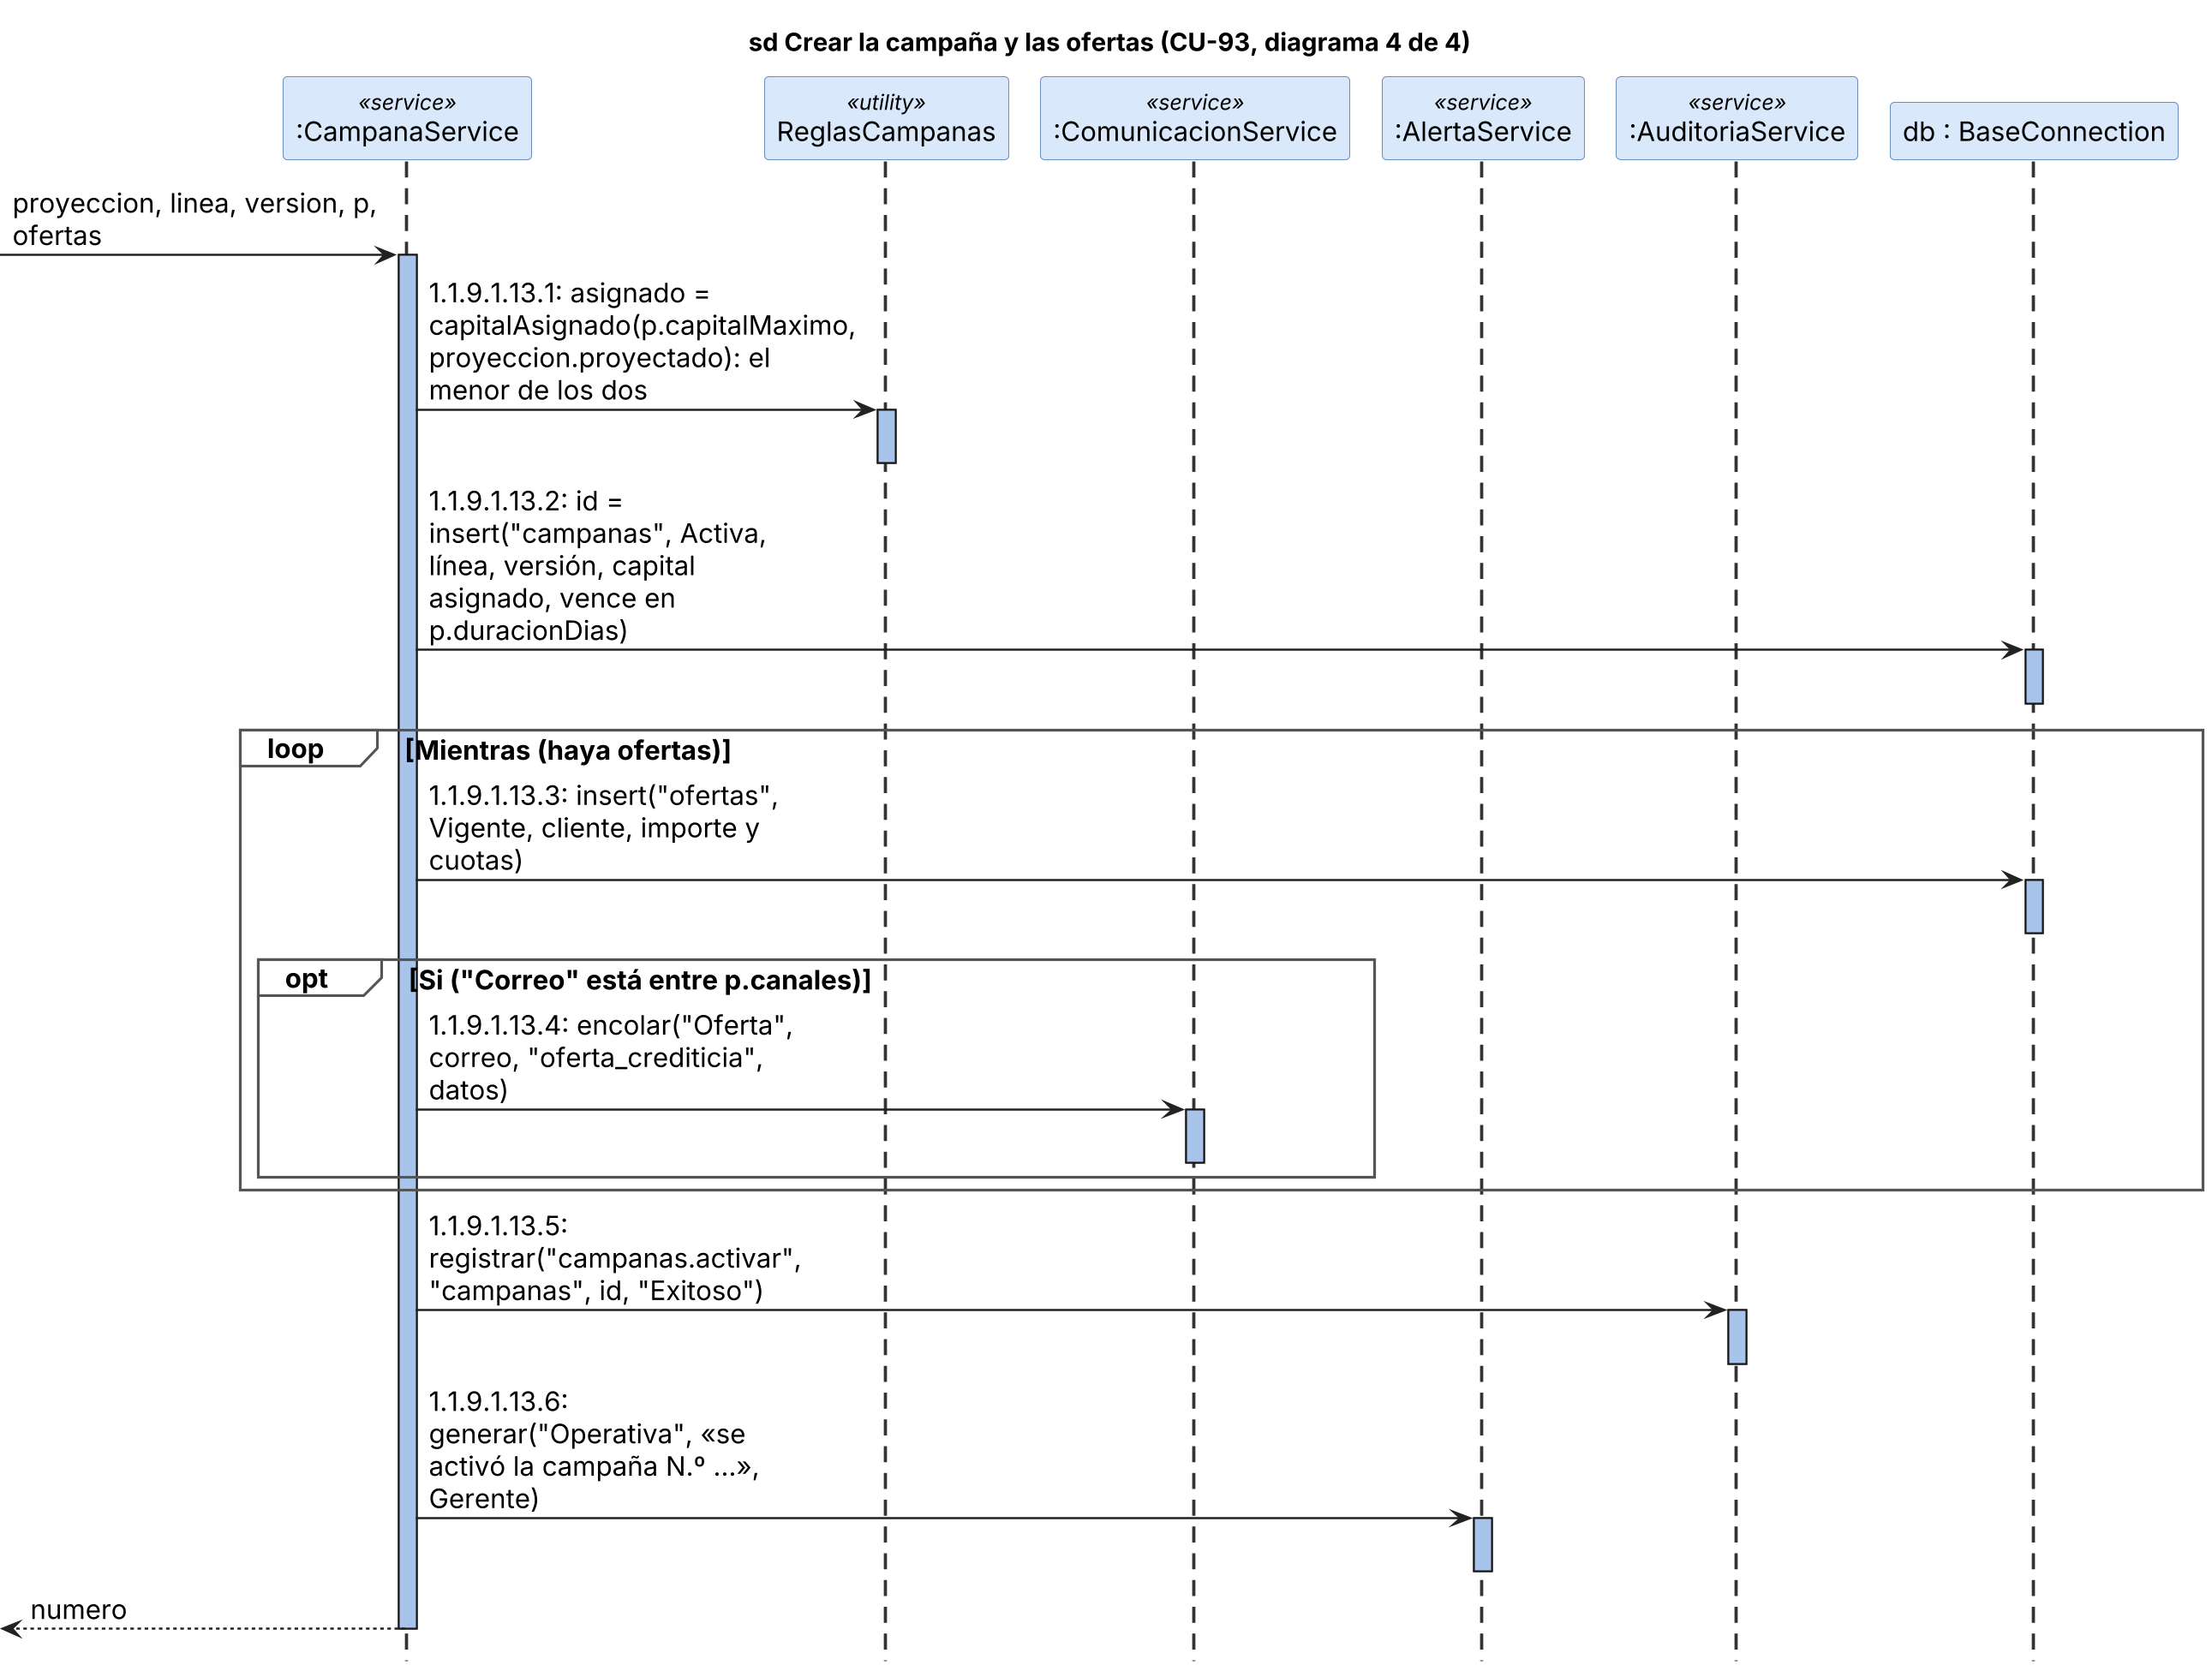 sd Crear la campaña y las ofertas (CU-93, diagrama 4 de 4)
«service»
:CampanaService
«utility»
ReglasCampanas
«service»
:ComunicacionService
«service»
:AlertaService
«service»
:AuditoriaService
db : BaseConnection
proyeccion, linea, version, p,
ofertas
1.1.9.1.13.1: asignado =
capitalAsignado(p.capitalMaximo,
proyeccion.proyectado): el
menor de los dos
1.1.9.1.13.2: id =
insert("campanas", Activa,
línea, versión, capital
asignado, vence en
p.duracionDias)
loop
[Mientras (haya ofertas)]
1.1.9.1.13.3: insert("ofertas",
Vigente, cliente, importe y
cuotas)
opt
[Si ("Correo" está entre p.canales)]
1.1.9.1.13.4: encolar("Oferta",
correo, "oferta_crediticia",
datos)
1.1.9.1.13.5:
registrar("campanas.activar",
"campanas", id, "Exitoso")
1.1.9.1.13.6:
generar("Operativa", «se
activó la campaña N.º ...»,
Gerente)
numero